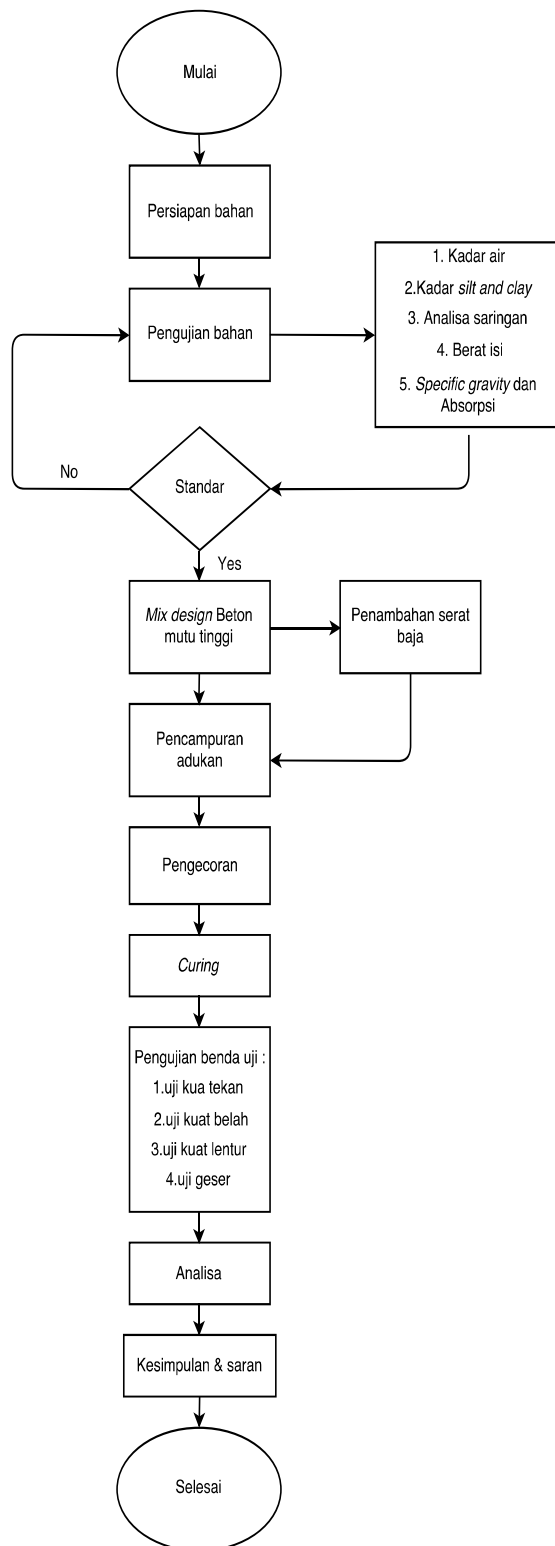 Mulai
Persiapan bahan
Pengujian bahan
1. Kadar air
2.Kadar silt and clay
3. Analisa saringan
4. Berat isi
5. Specific gravity dan
Absorpsi
No
Standar
Yes
Mix design Beton
mutu tinggi
Penambahan serat
baja
Pencampuran
adukan
Pengecoran
Curing
Pengujian benda uji :
1.uji kua tekan
2.uji kuat belah
3.uji kuat lentur
4.uji geser
Analisa
Kesimpulan & saran
Selesai